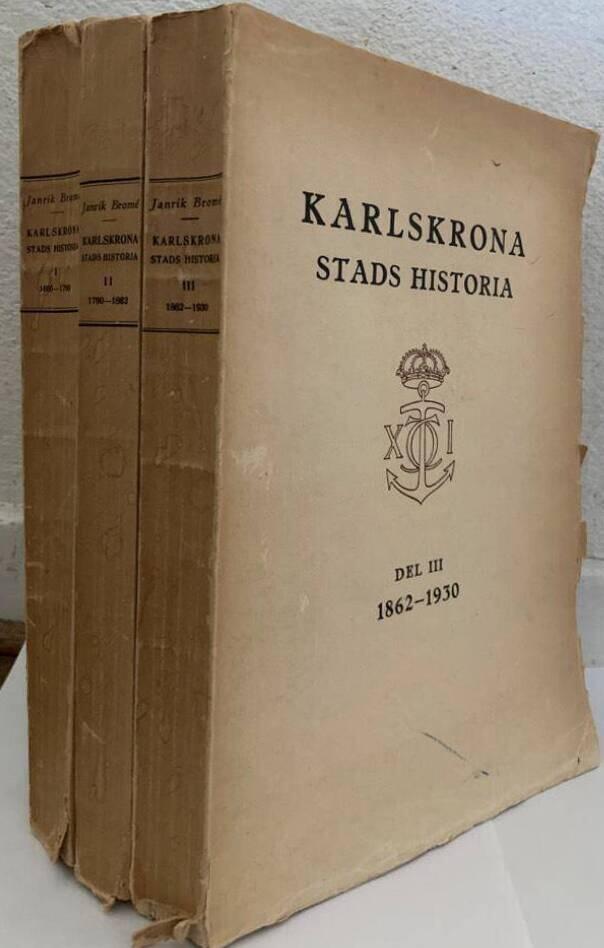 Janrik Bromé
KARLSKRONA
STADS HISTORIA
I
Janrik Bromé
KARLSKRONA
STADS HISTORIA
II
1790-1862
Janrik Bromé
KARLSKRONA
STADS HISTORIA
III
1862-1930
KARLSKRONA
STADS HISTORIA
X I
DEL III
1862-1930